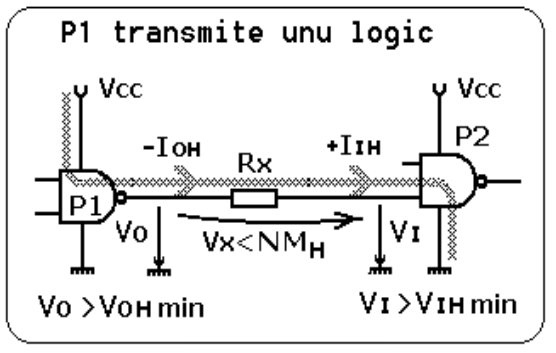 P1 transmite unu logic
Vcc Vcc
P2
-IOH +IIH
Rx
P1
VO Vx<NMH VI
VO >VOH min VI >VIH min